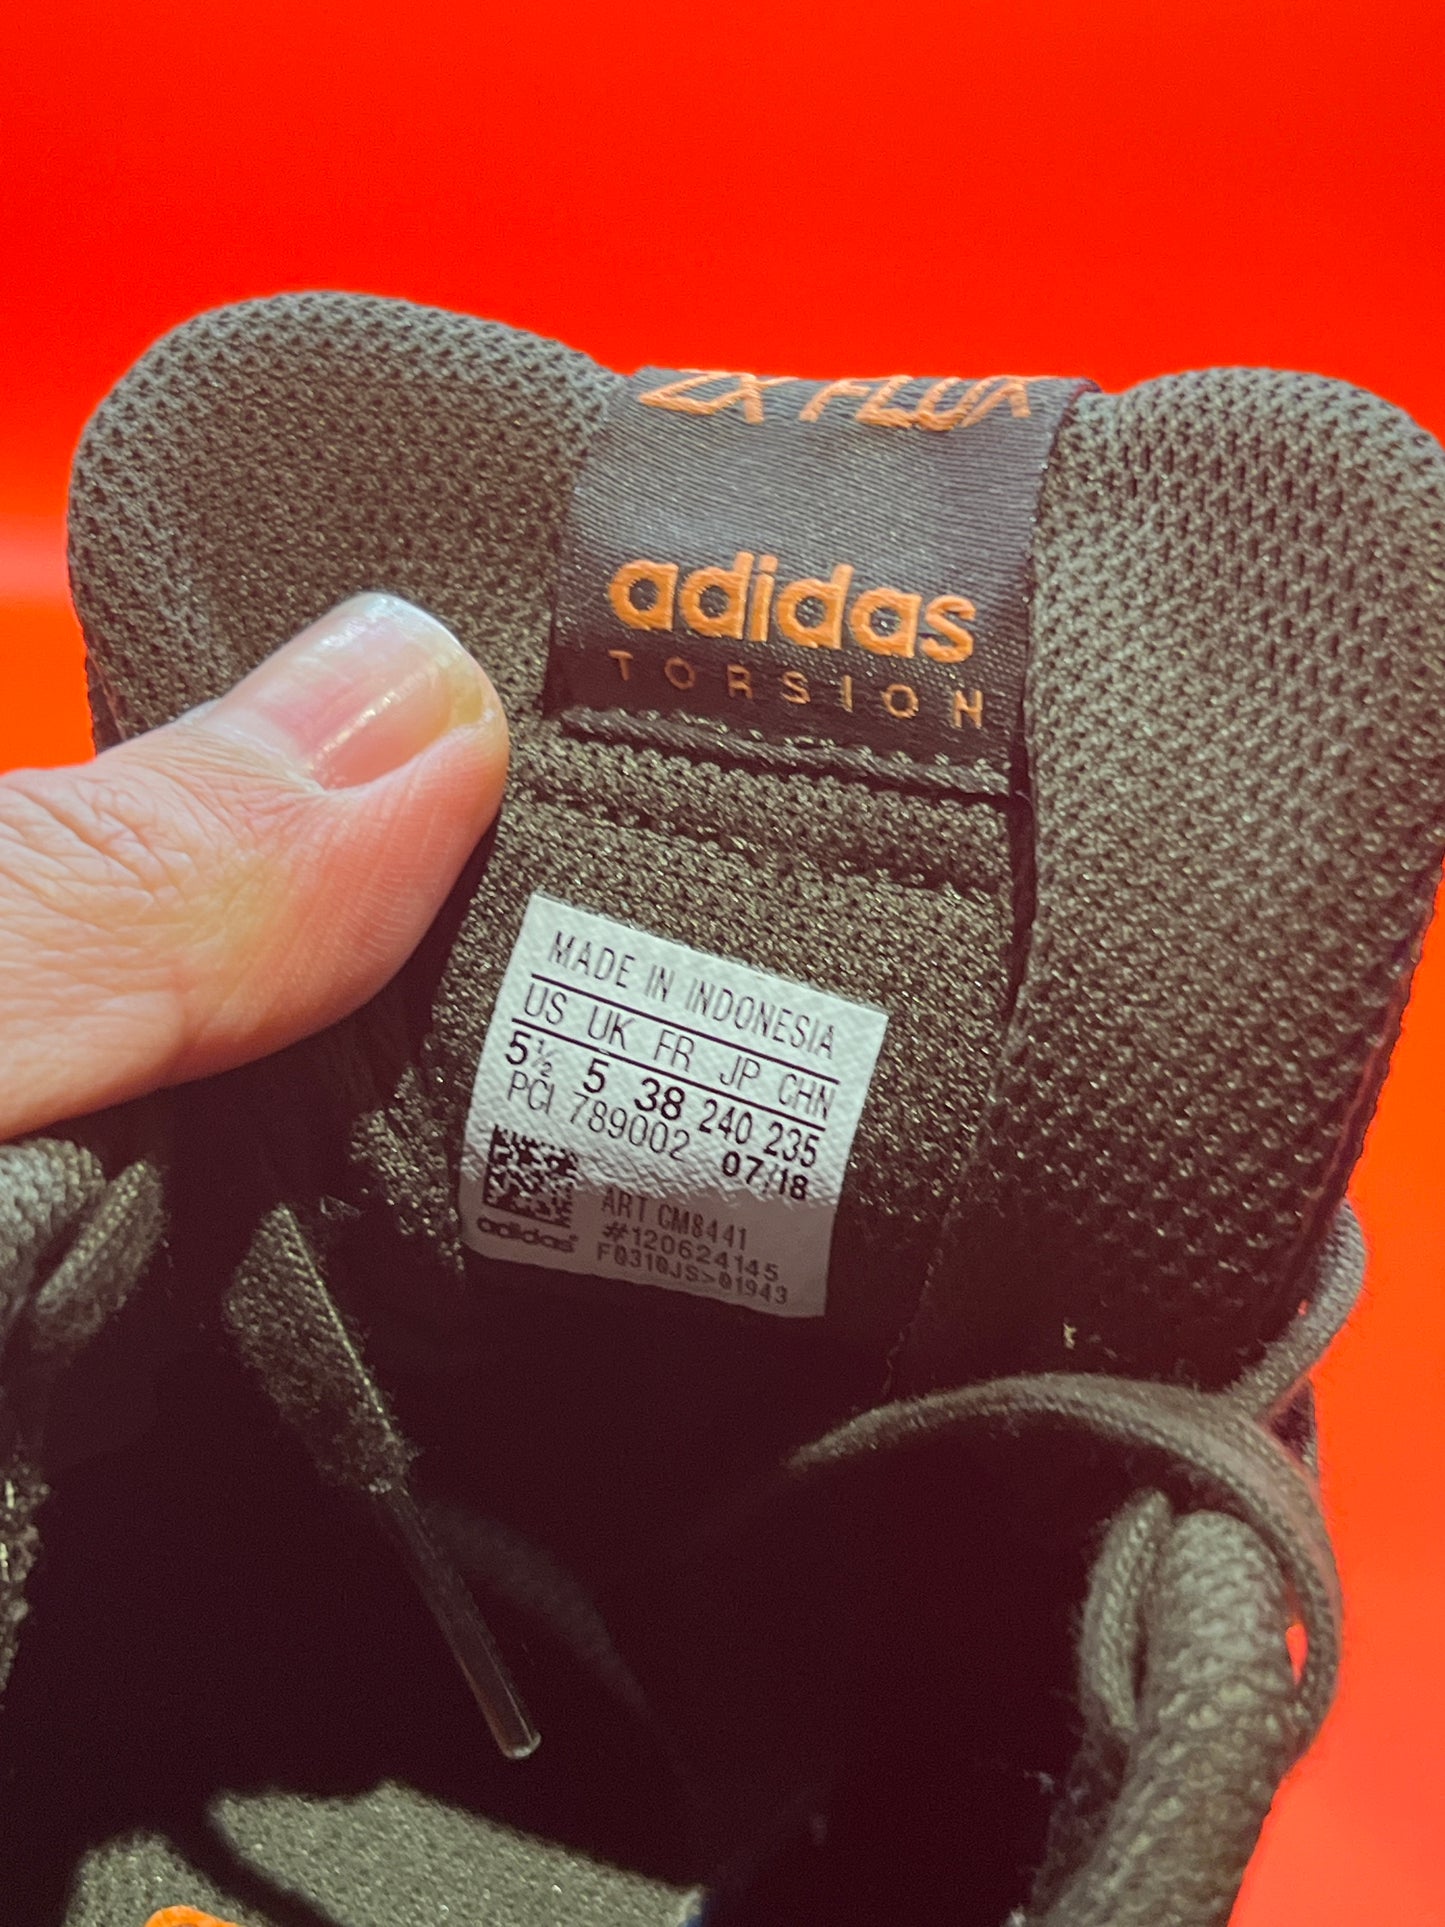 ZX FLUX
adidas
TORSION
MADE IN INDONESIA
US UK FR JP CHN
5½ 5 38 240 235
PCI 789002 07/18
ART CM8441
adidas
#120624145
F0310JS>01943